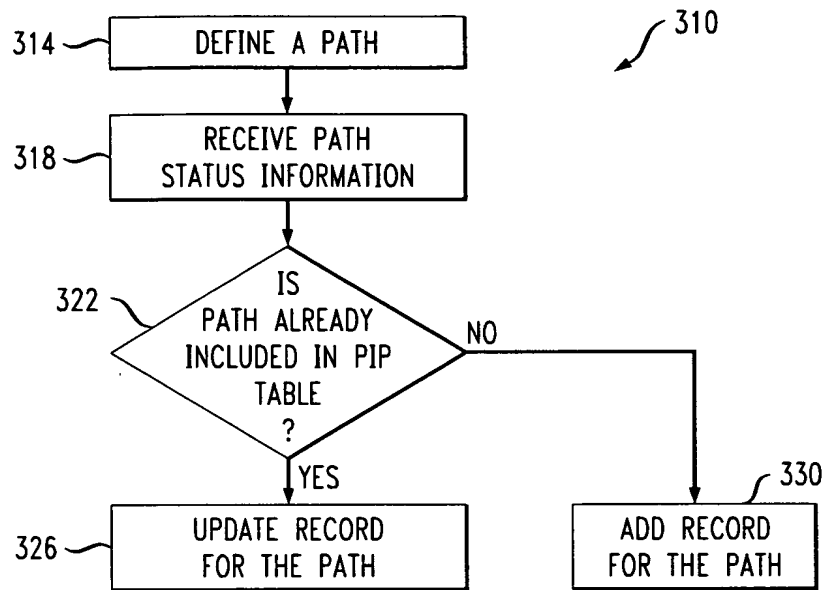 314
DEFINE A PATH
310
318
RECEIVE PATH
STATUS INFORMATION
322
IS
PATH ALREADY
INCLUDED IN PIP
TABLE
?
NO
YES
326
UPDATE RECORD
FOR THE PATH
330
ADD RECORD
FOR THE PATH